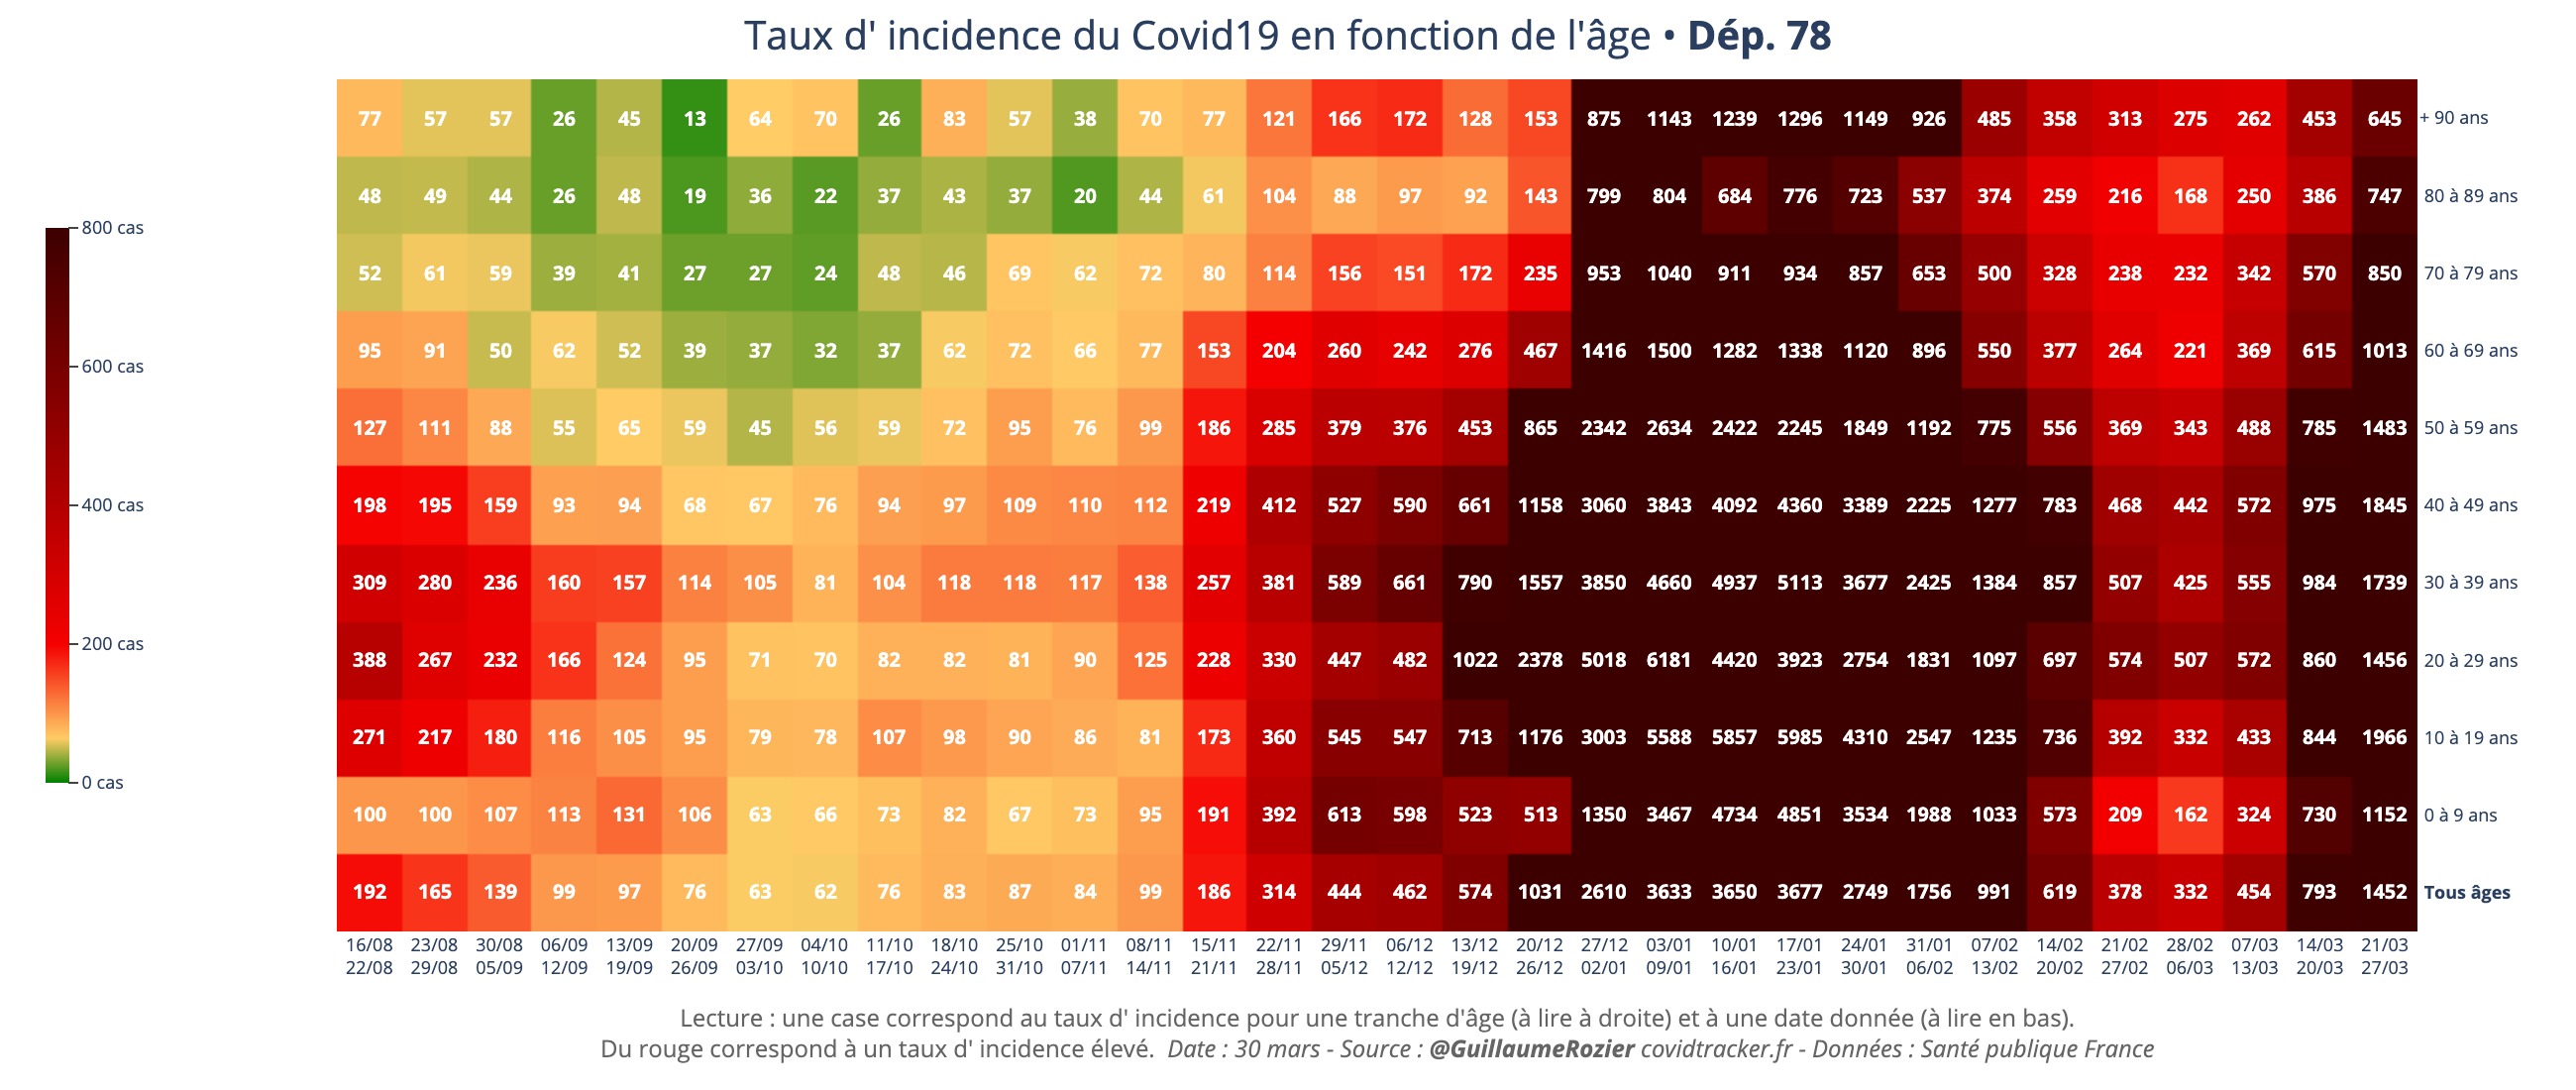 Taux d' incidence du Covid19 en fonction de l'âge • Dép. 78
800 cas
600 cas
400 cas
200 cas
0 cas
77 57 57 26 45 13 64 70 26 83 57 38 70 77 121 166 172 128 153 875 1143 1239 1296 1149 926 485 358 313 275 262 453 645 + 90 ans
48 49 44 26 48 19 36 22 37 43 37 20 44 61 104 88 97 92 143 799 804 684 776 723 537 374 259 216 168 250 386 747 80 à 89 ans
52 61 59 39 41 27 27 24 48 46 69 62 72 80 114 156 151 172 235 953 1040 911 934 857 653 500 328 238 232 342 570 850 70 à 79 ans
95 91 50 62 52 39 37 32 37 62 72 66 77 153 204 260 242 276 467 1416 1500 1282 1338 1120 896 550 377 264 221 369 615 1013 60 à 69 ans
127 111 88 55 65 59 45 56 59 72 95 76 99 186 285 379 376 453 865 2342 2634 2422 2245 1849 1192 775 556 369 343 488 785 1483 50 à 59 ans
198 195 159 93 94 68 67 76 94 97 109 110 112 219 412 527 590 661 1158 3060 3843 4092 4360 3389 2225 1277 783 468 442 572 975 1845 40 à 49 ans
309 280 236 160 157 114 105 81 104 118 118 117 138 257 381 589 661 790 1557 3850 4660 4937 5113 3677 2425 1384 857 507 425 555 984 1739 30 à 39 ans
388 267 232 166 124 95 71 70 82 82 81 90 125 228 330 447 482 1022 2378 5018 6181 4420 3923 2754 1831 1097 697 574 507 572 860 1456 20 à 29 ans
271 217 180 116 105 95 79 78 107 98 90 86 81 173 360 545 547 713 1176 3003 5588 5857 5985 4310 2547 1235 736 392 332 433 844 1966 10 à 19 ans
100 100 107 113 131 106 63 66 73 82 67 73 95 191 392 613 598 523 513 1350 3467 4734 4851 3534 1988 1033 573 209 162 324 730 1152 0 à 9 ans
192 165 139 99 97 76 63 62 76 83 87 84 99 186 314 444 462 574 1031 2610 3633 3650 3677 2749 1756 991 619 378 332 454 793 1452 Tous âges
16/08 23/08 30/08 06/09 13/09 20/09 27/09 04/10 11/10 18/10 25/10 01/11 08/11 15/11 22/11 29/11 06/12 13/12 20/12 27/12 03/01 10/01 17/01 24/01 31/01 07/02 14/02 21/02 28/02 07/03 14/03 21/03
22/08 29/08 05/09 12/09 19/09 26/09 03/10 10/10 17/10 24/10 31/10 07/11 14/11 21/11 28/11 05/12 12/12 19/12 26/12 02/01 09/01 16/01 23/01 30/01 06/02 13/02 20/02 27/02 06/03 13/03 20/03 27/03
Lecture : une case correspond au taux d' incidence pour une tranche d'âge (à lire à droite) et à une date donnée (à lire en bas).
Du rouge correspond à un taux d' incidence élevé. Date : 30 mars - Source : @GuillaumeRozier covidtracker.fr - Données : Santé publique France